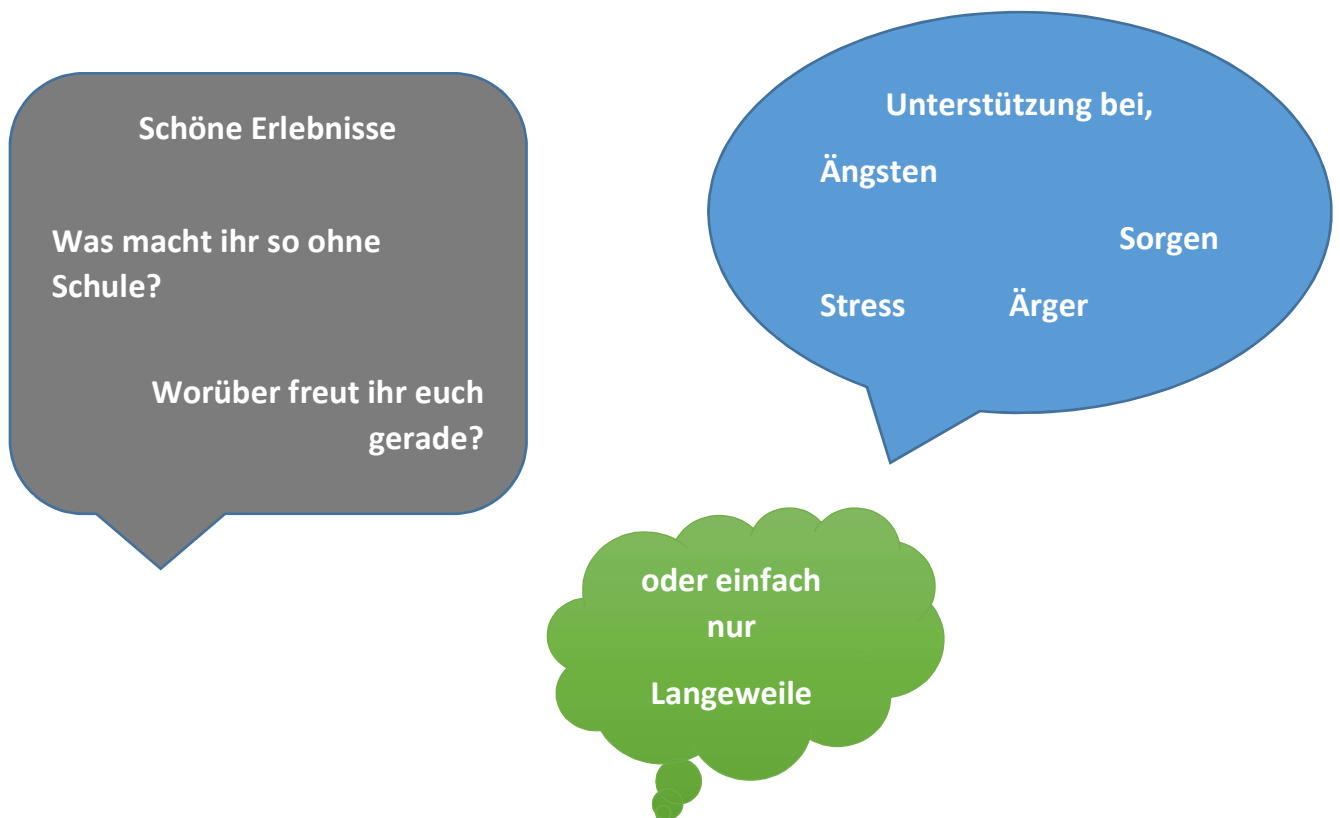 Schöne Erlebnisse
Was macht ihr so ohne
Schule?
Worüber freut ihr euch
gerade?
Unterstützung bei,
Ängsten
Sorgen
Stress Ärger
oder einfach
nur
Langeweile